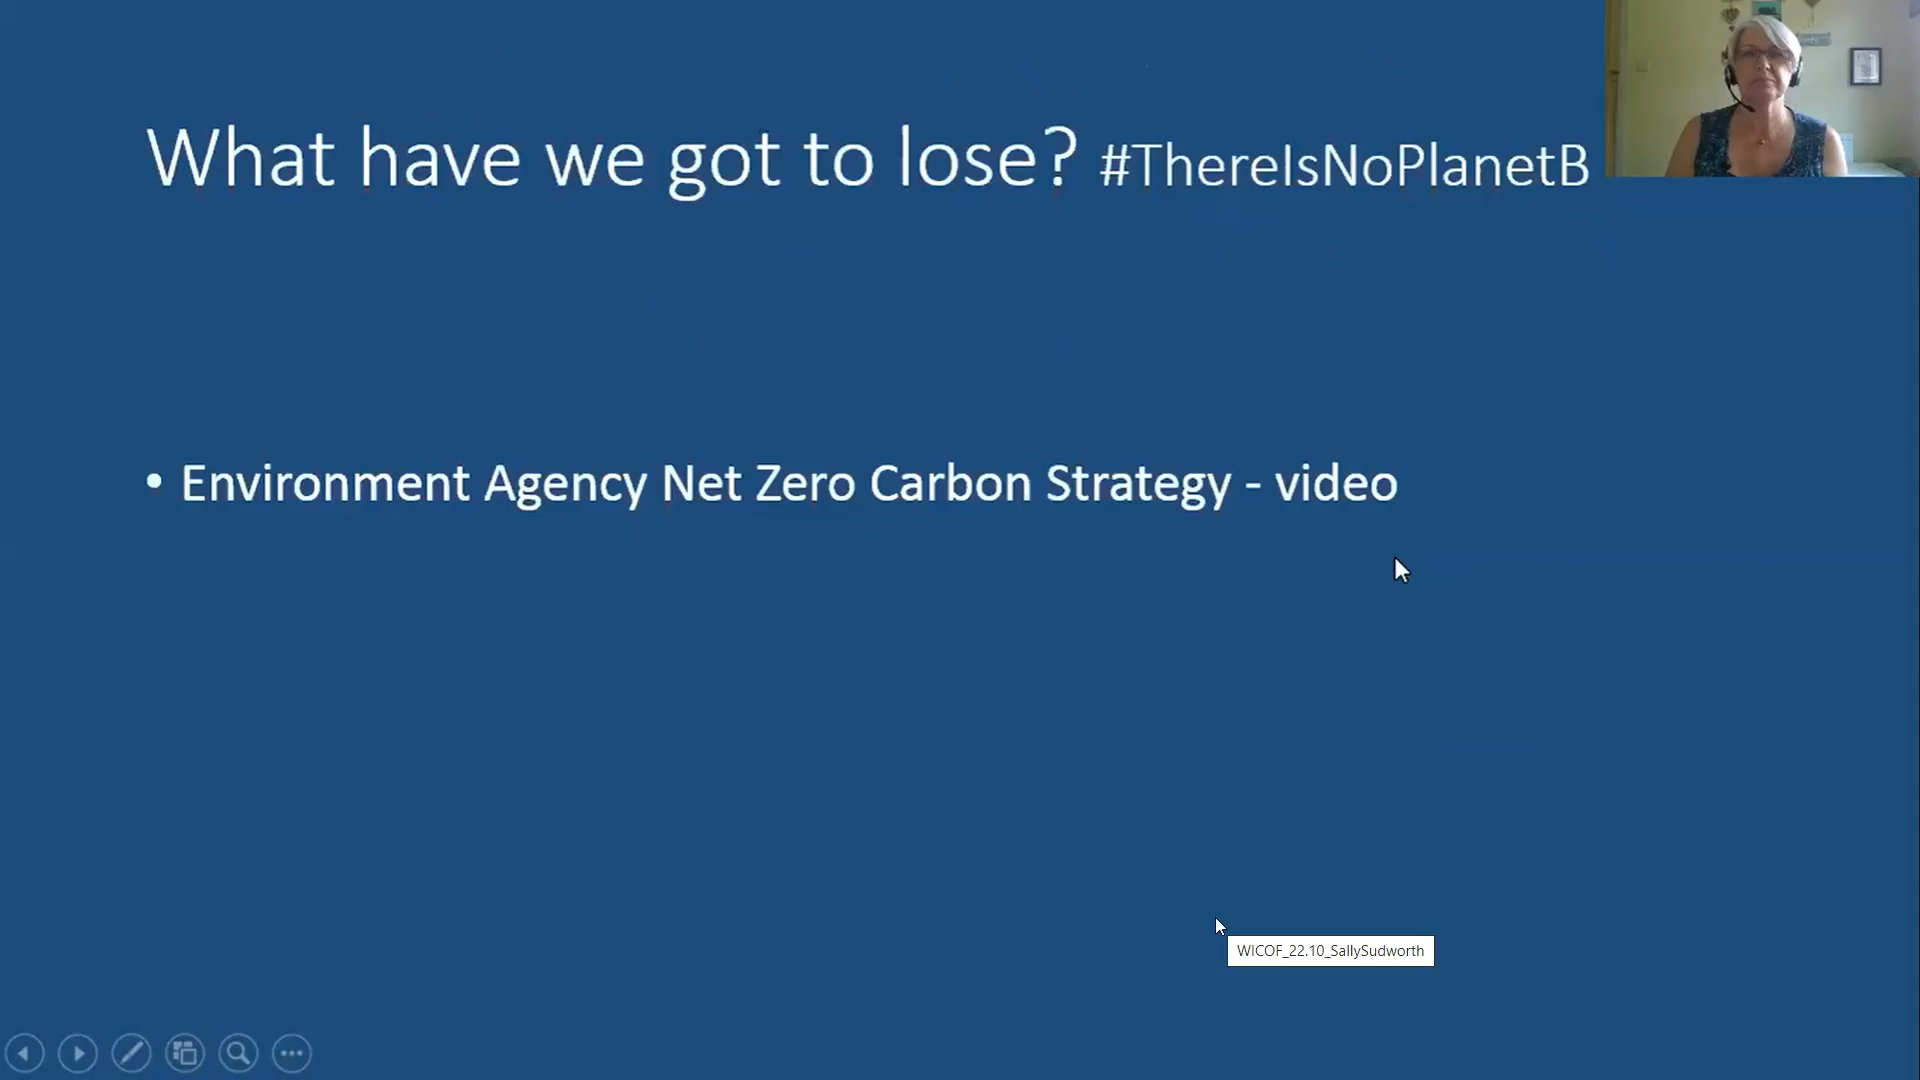 What have we got to lose? #ThereIsNoPlanetB
• Environment Agency Net Zero Carbon Strategy - video
WICOF_22.10_SallySudworth